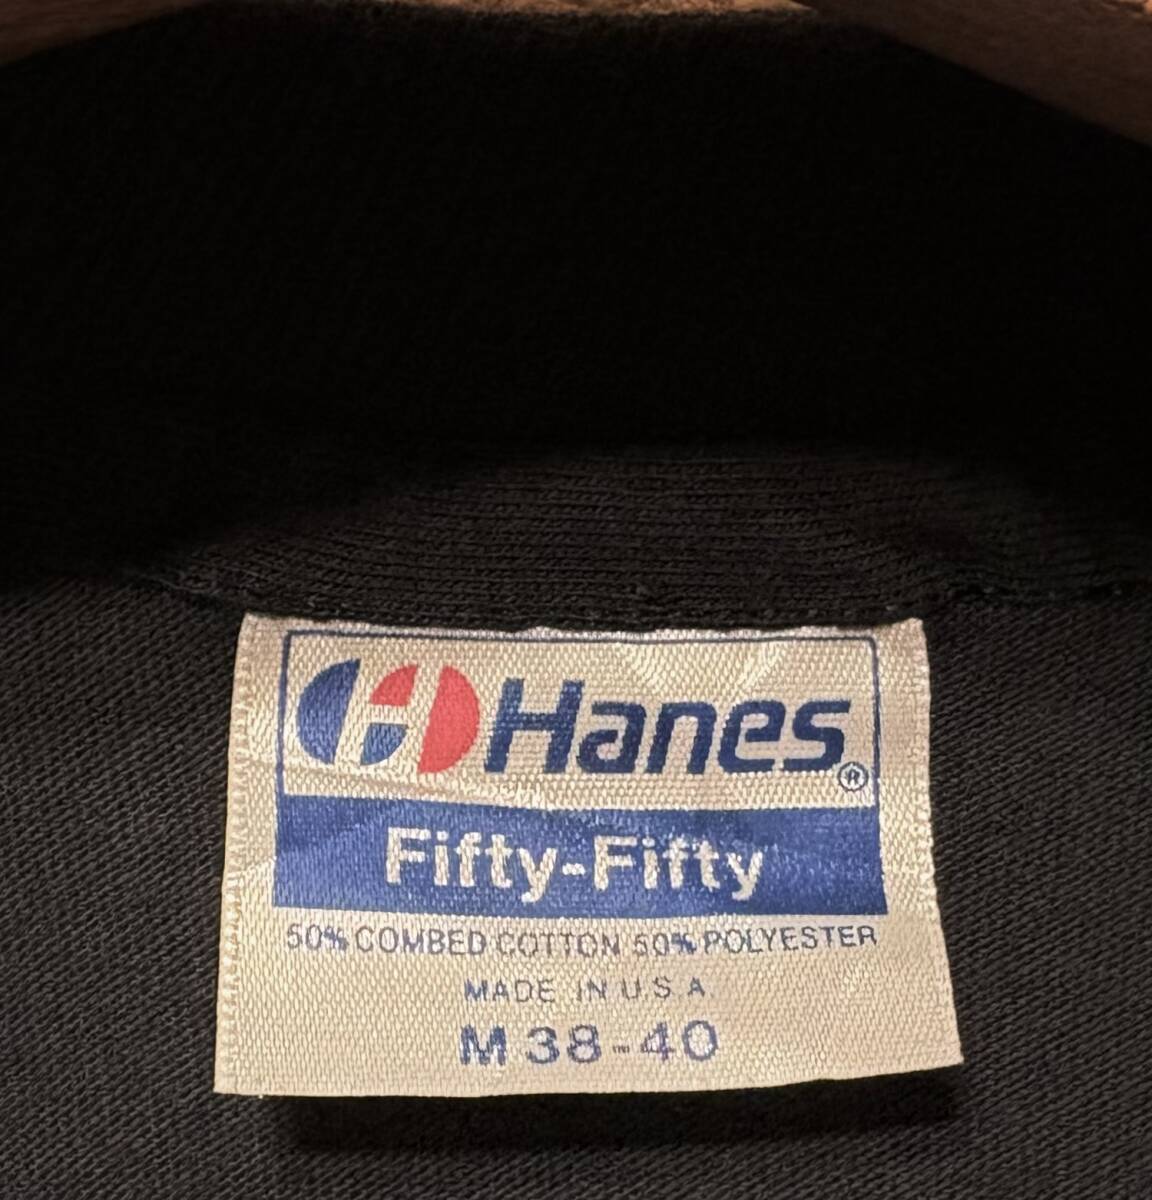 Hanes®
Fifty-Fifty
50% COMBED COTTON 50% POLYESTER
MADE IN U.S.A.
M 38-40